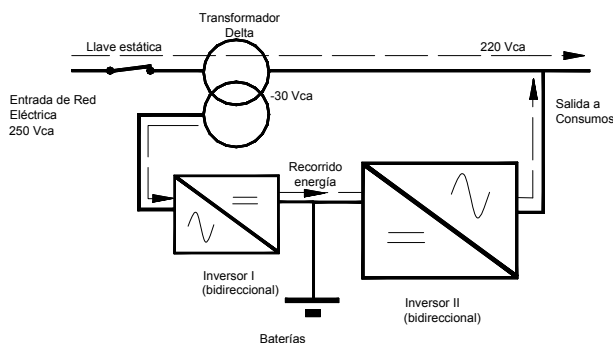 Transformador
Delta
Llave estática
220 Vca
Entrada de Red
Eléctrica
250 Vca
-30 Vca
Salida a
Consumos
Recorrido
energía
Inversor I
(bidireccional)
Inversor II
(bidireccional)
Baterías